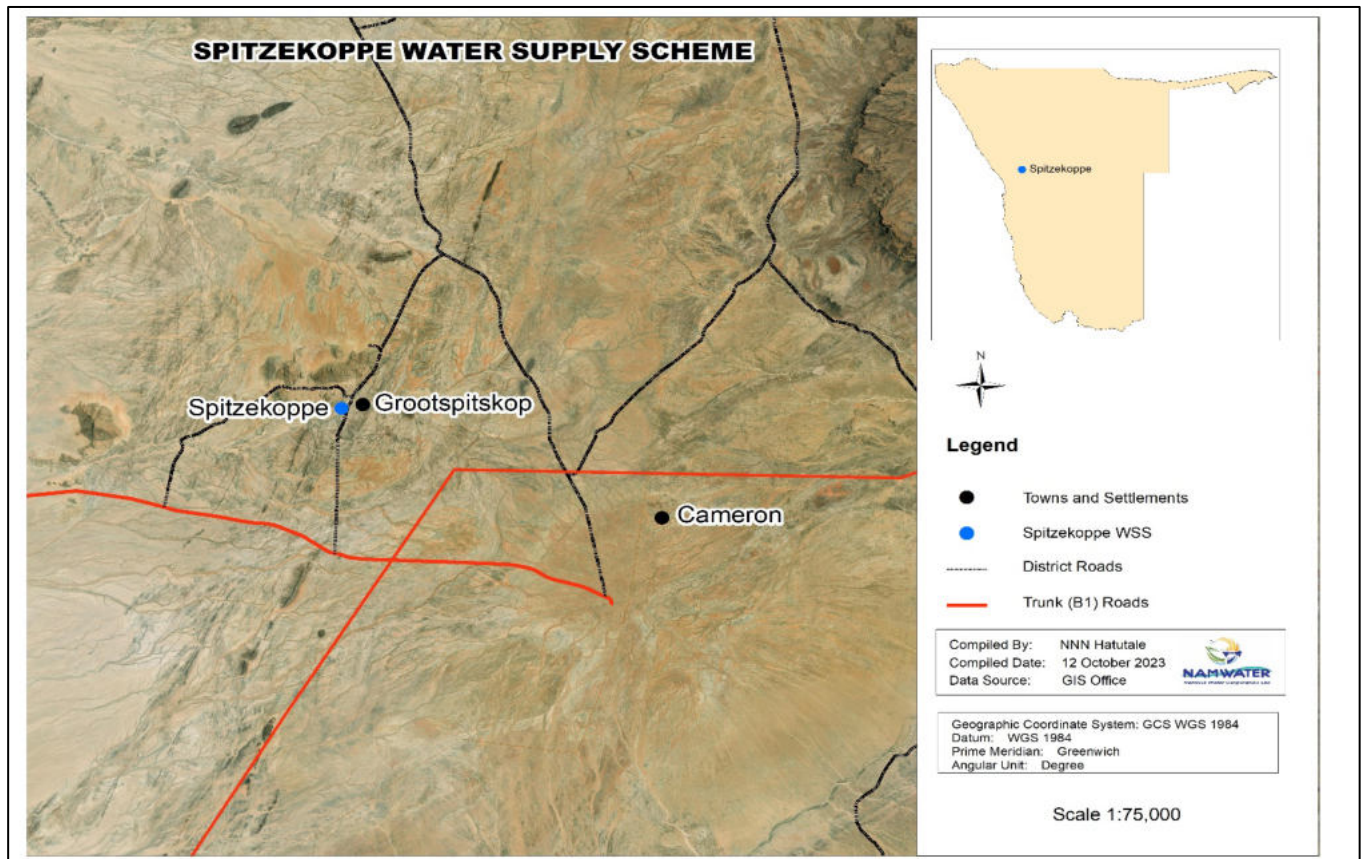 SPITZEKOPPE WATER SUPPLY SCHEME
Spitzekoppe
Grootspitskop
Cameron
Spitzekoppe
N
Legend
Towns and Settlements
Spitzekoppe WSS
District Roads
Trunk (B1) Roads
Compiled By: NNN Hatutale
Compiled Date: 12 October 2023
Data Source: GIS Office
NAMWATER
Geographic Coordinate System: GCS WGS 1984
Datum: WGS 1984
Prime Meridian: Greenwich
Angular Unit: Degree
Scale 1:75,000